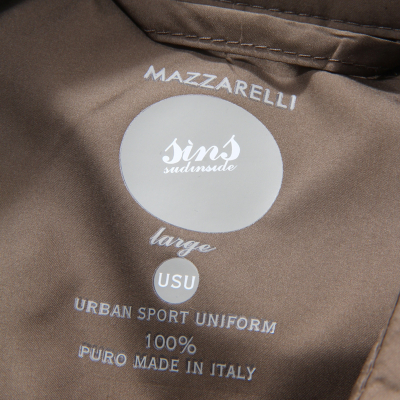 MAZZARELLI
sins
sudinside
large
USU
URBAN SPORT UNIFORM
100%
PURO MADE IN ITALY